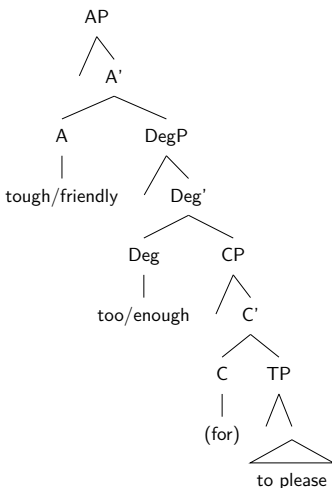 AP
A'
A DegP
tough/friendly Deg'
Deg CP
too/enough C'
C TP
(for)
to please